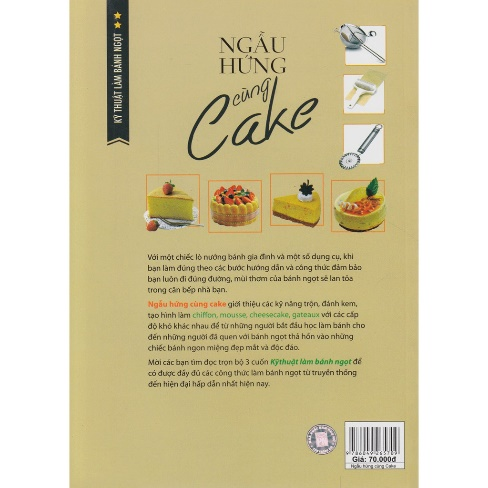 KỸ THUẬT LÀM BÁNH NGỌT
NGẪU
HỨNG
cùng
Cake
Với một chiếc lò nướng bánh gia đình và một số dụng cụ, khi
bạn làm đúng theo các bước hướng dẫn và công thức đảm bảo
bạn luôn đi đúng đường, mùi thơm của bánh ngọt sẽ lan tỏa
trong căn bếp nhà bạn.
Ngẫu hứng cùng cake giới thiệu các kỹ năng trộn, đánh kem,
tạo hình làm chiffon, mousse, cheesecake, gateaux với các cấp
độ khó khác nhau để từ những người bắt đầu học làm bánh cho
đến những người đã quen với bánh ngọt thả hồn vào những
chiếc bánh ngon miệng đẹp mắt và độc đáo.
Mời các bạn tìm đọc trọn bộ 3 cuốn Kỹ thuật làm bánh ngọt để
có được đầy đủ các công thức làm bánh ngọt từ truyền thống
đến hiện đại hấp dẫn nhất hiện nay.
9 786049 265709
Giá: 70.000đ
Ngẫu hứng cùng Cake